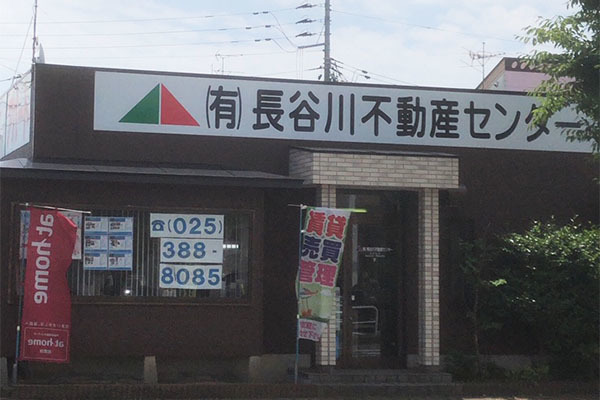 (有)長谷川不動産センター
☎(025)
388-
8085
賃貸
売買
管理
at home
at home